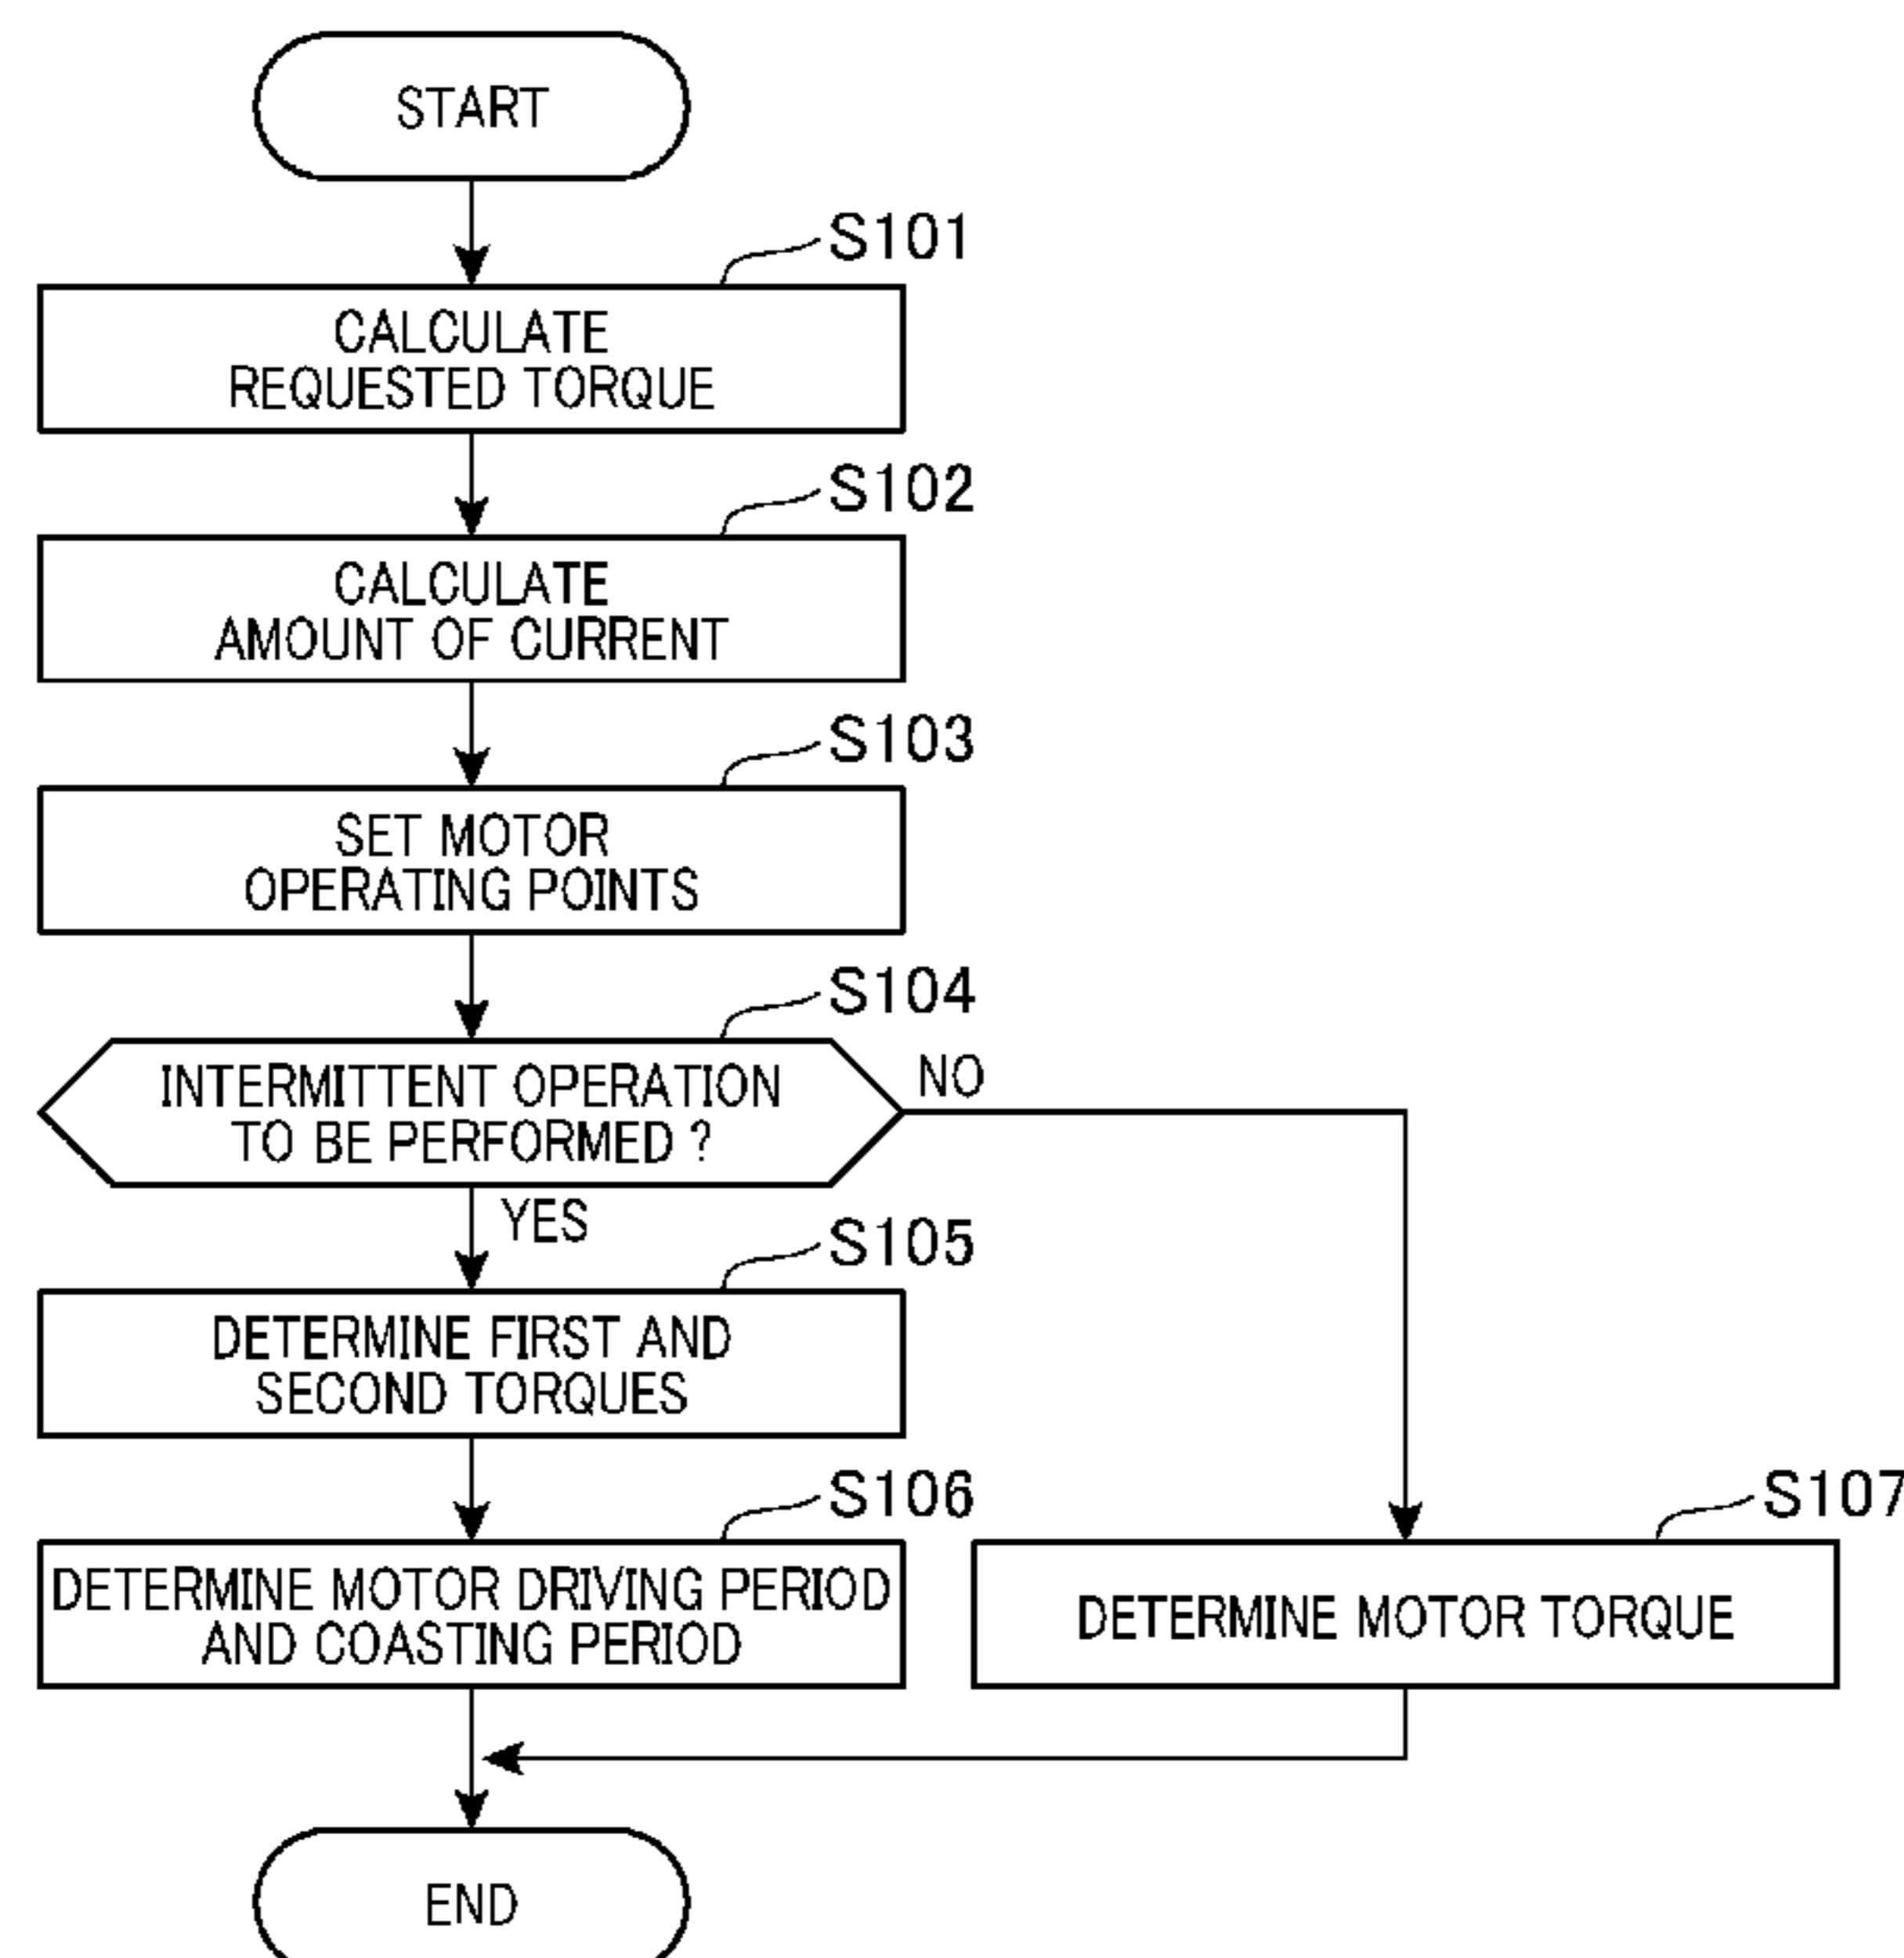 START
S101
CALCULATE
REQUESTED TORQUE
S102
CALCULATE
AMOUNT OF CURRENT
S103
SET MOTOR
OPERATING POINTS
S104
INTERMITTENT OPERATION
TO BE PERFORMED ?
NO
YES
S105
DETERMINE FIRST AND
SECOND TORQUES
S106
DETERMINE MOTOR DRIVING PERIOD
AND COASTING PERIOD
S107
DETERMINE MOTOR TORQUE
END